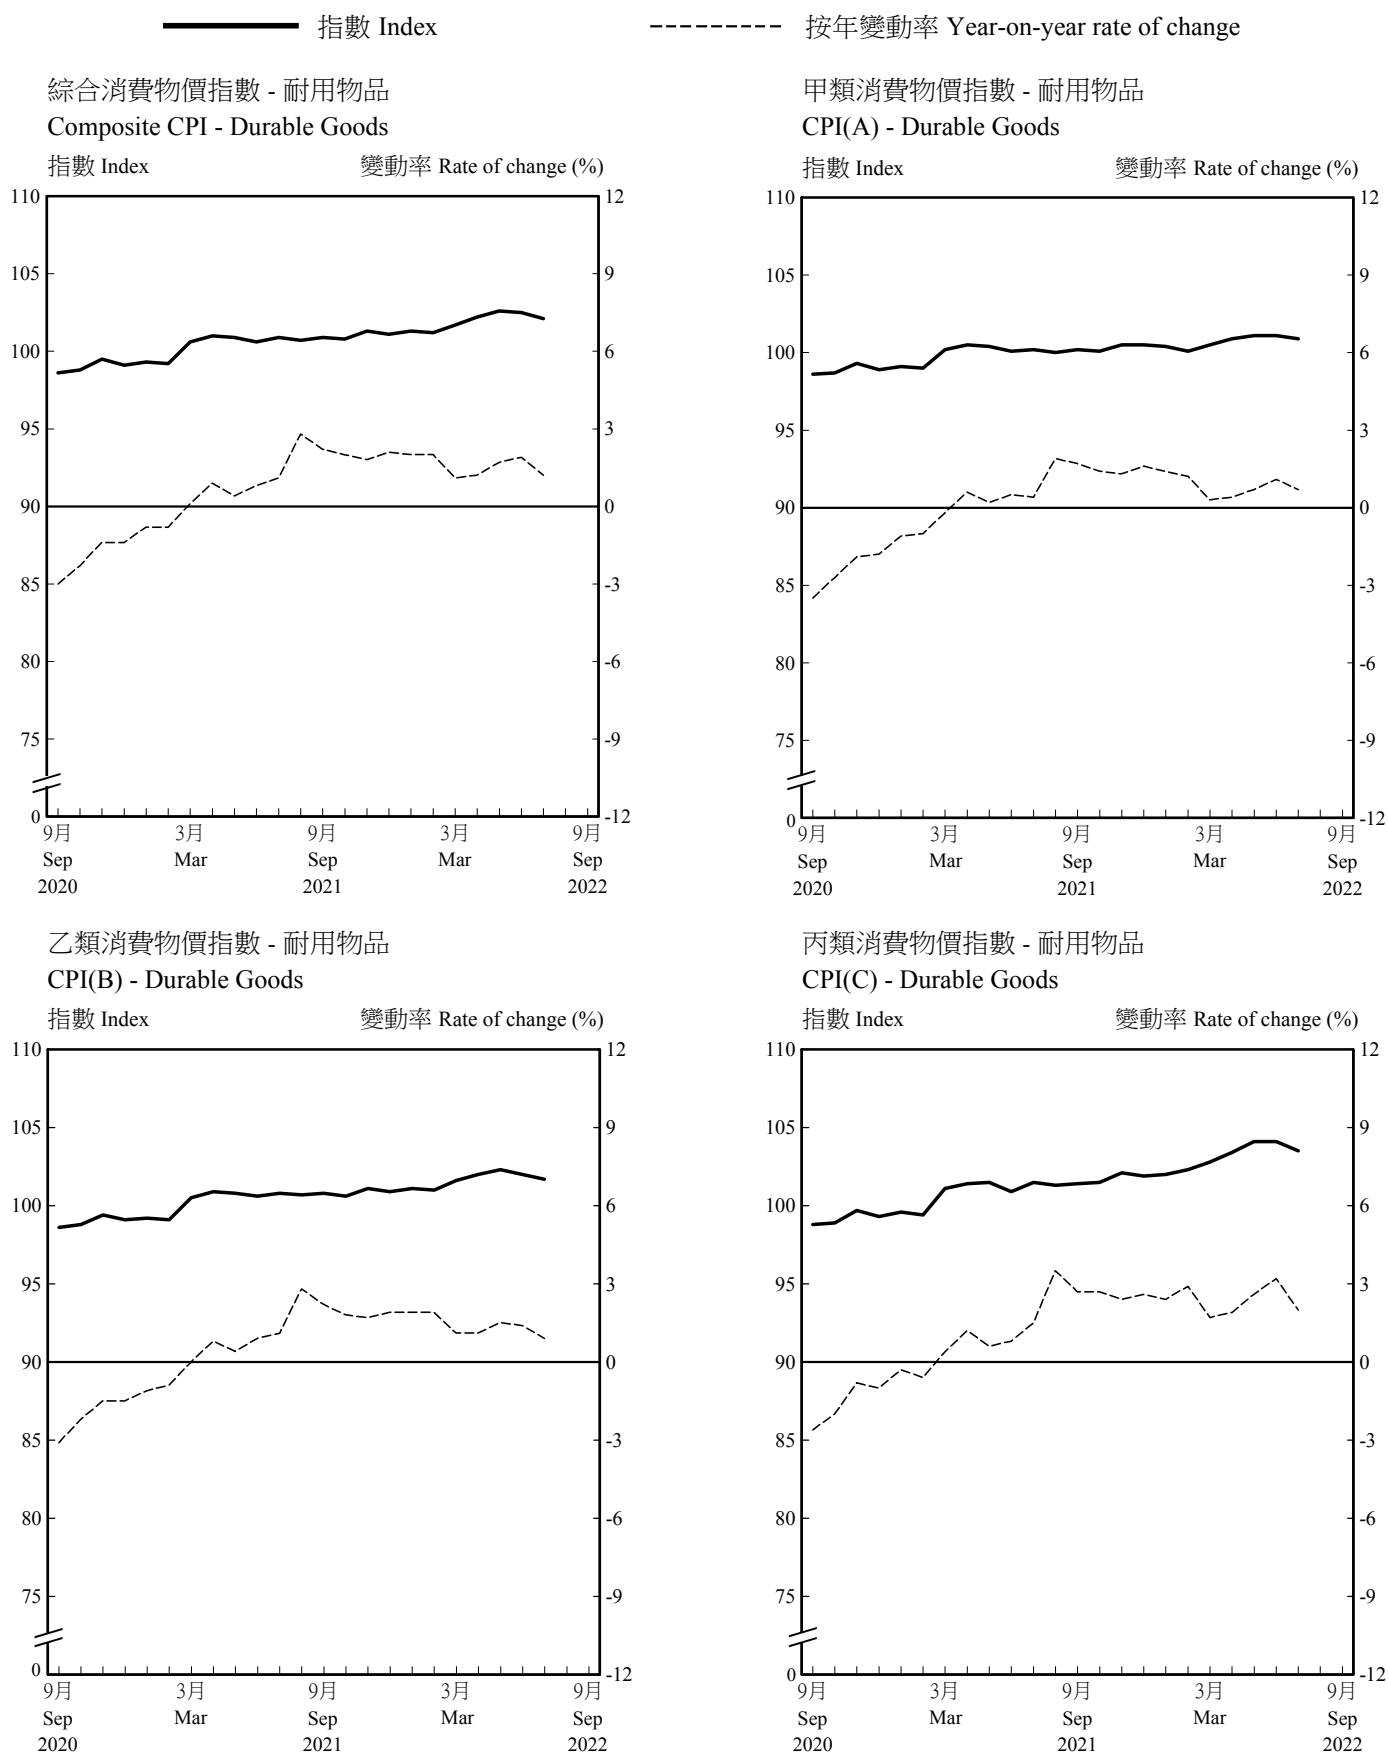 指數 Index
按年變動率 Year-on-year rate of change
綜合消費物價指數 - 耐用物品
Composite CPI - Durable Goods
指數 Index 變動率 Rate of change (%)
110 12
105 9
100 6
95 3
90 0
85 -3
80 -6
75 -9
0 -12
9月 3月 9月 3月 9月
Sep Mar Sep Mar Sep
2020 2021 2022
甲類消費物價指數 - 耐用物品
CPI(A) - Durable Goods
指數 Index 變動率 Rate of change (%)
110 12
105 9
100 6
95 3
90 0
85 -3
80 -6
75 -9
0 -12
9月 3月 9月 3月 9月
Sep Mar Sep Mar Sep
2020 2021 2022
乙類消費物價指數 - 耐用物品
CPI(B) - Durable Goods
指數 Index 變動率 Rate of change (%)
110 12
105 9
100 6
95 3
90 0
85 -3
80 -6
75 -9
0 -12
9月 3月 9月 3月 9月
Sep Mar Sep Mar Sep
2020 2021 2022
丙類消費物價指數 - 耐用物品
CPI(C) - Durable Goods
指數 Index 變動率 Rate of change (%)
110 12
105 9
100 6
95 3
90 0
85 -3
80 -6
75 -9
0 -12
9月 3月 9月 3月 9月
Sep Mar Sep Mar Sep
2020 2021 2022